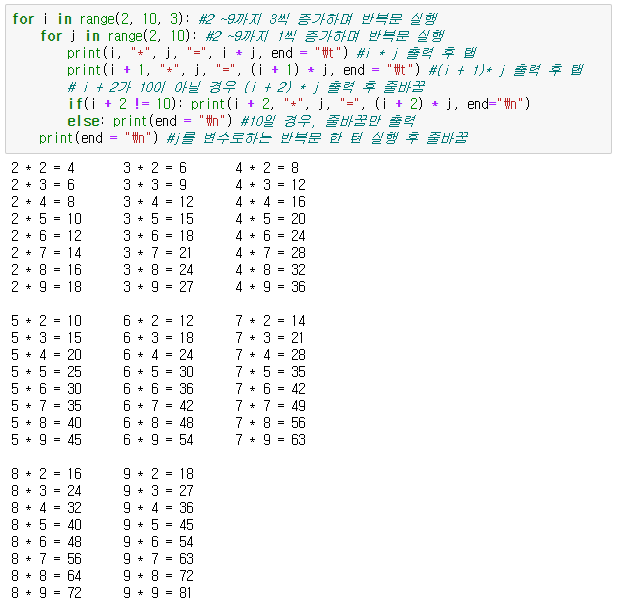 for i in range(2, 10, 3): #2 ~9까지 3씩 증가하며 반복문 실행
    for j in range(2, 10): #2 ~9까지 1씩 증가하며 반복문 실행
        print(i, "*", j, "=", i * j, end = "₩t") #i * j 출력 후 탭
        print(i + 1, "*", j, "=", (i + 1) * j, end = "₩t") #(i + 1)* j 출력 후 탭
        # i + 2가 100이 아닐 경우 (i + 2) * j 출력 후 줄바꿈
        if(i + 2 != 10): print(i + 2, "*", j, "=", (i + 2) * j, end="₩n")
        else: print(end = "₩n") #10일 경우, 줄바꿈만 출력
    print(end = "₩n") #j를 변수로하는 반복문 한 턴 실행 후 줄바꿈
2 * 2 = 4	3 * 2 = 6	4 * 2 = 8
2 * 3 = 6	3 * 3 = 9	4 * 3 = 12
2 * 4 = 8	3 * 4 = 12	4 * 4 = 16
2 * 5 = 10	3 * 5 = 15	4 * 5 = 20
2 * 6 = 12	3 * 6 = 18	4 * 6 = 24
2 * 7 = 14	3 * 7 = 21	4 * 7 = 28
2 * 8 = 16	3 * 8 = 24	4 * 8 = 32
2 * 9 = 18	3 * 9 = 27	4 * 9 = 36
5 * 2 = 10	6 * 2 = 12	7 * 2 = 14
5 * 3 = 15	6 * 3 = 18	7 * 3 = 21
5 * 4 = 20	6 * 4 = 24	7 * 4 = 28
5 * 5 = 25	6 * 5 = 30	7 * 5 = 35
5 * 6 = 30	6 * 6 = 36	7 * 6 = 42
5 * 7 = 35	6 * 7 = 42	7 * 7 = 49
5 * 8 = 40	6 * 8 = 48	7 * 8 = 56
5 * 9 = 45	6 * 9 = 54	7 * 9 = 63
8 * 2 = 16	9 * 2 = 18
8 * 3 = 24	9 * 3 = 27
8 * 4 = 32	9 * 4 = 36
8 * 5 = 40	9 * 5 = 45
8 * 6 = 48	9 * 6 = 54
8 * 7 = 56	9 * 7 = 63
8 * 8 = 64	9 * 8 = 72
8 * 9 = 72	9 * 9 = 81